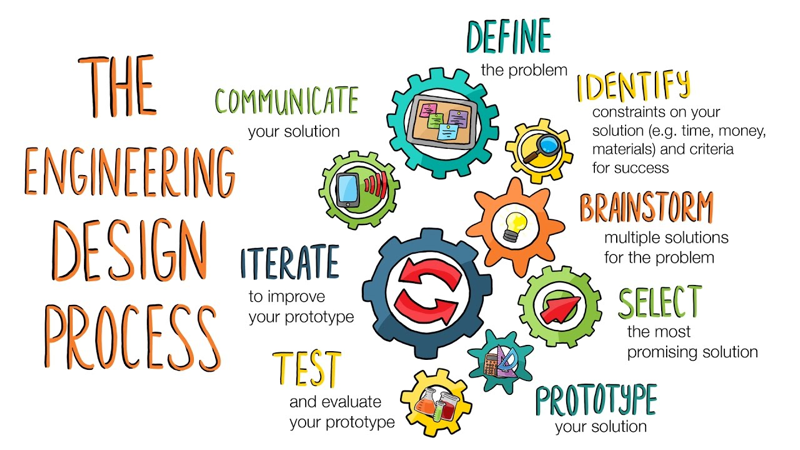 THE
ENGINEERING
DESIGN
PROCESS
DEFINE
the problem
IDENTIFY
constraints on your
solution (e.g. time, money,
materials) and criteria
for success
BRAINSTORM
multiple solutions
for the problem
SELECT
the most
promising solution
PROTOTYPE
your solution
TEST
and evaluate
your prototype
ITERATE
to improve
your prototype
COMMUNICATE
your solution